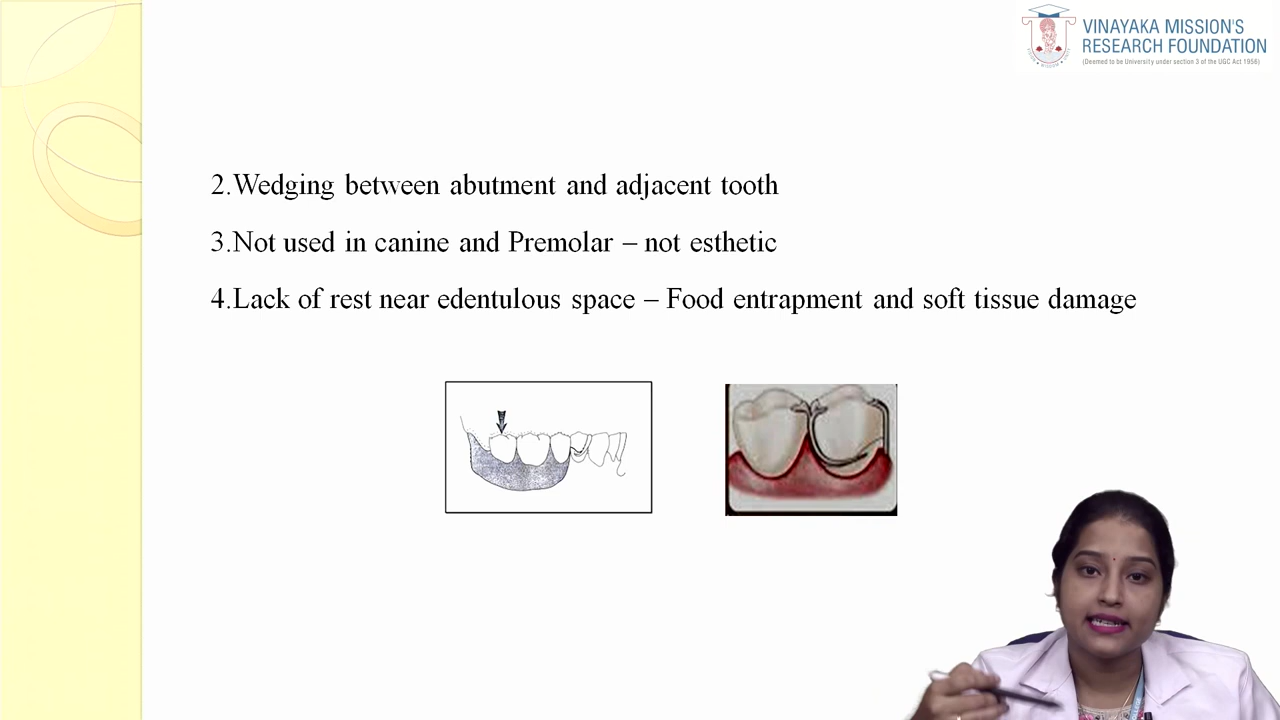 VINAYAKA MISSION'S
RESEARCH FOUNDATION
(Deemed to be University under section 3 of the UGC Act 1956)
2.Wedging between abutment and adjacent tooth
3.Not used in canine and Premolar – not esthetic
4.Lack of rest near edentulous space – Food entrapment and soft tissue damage